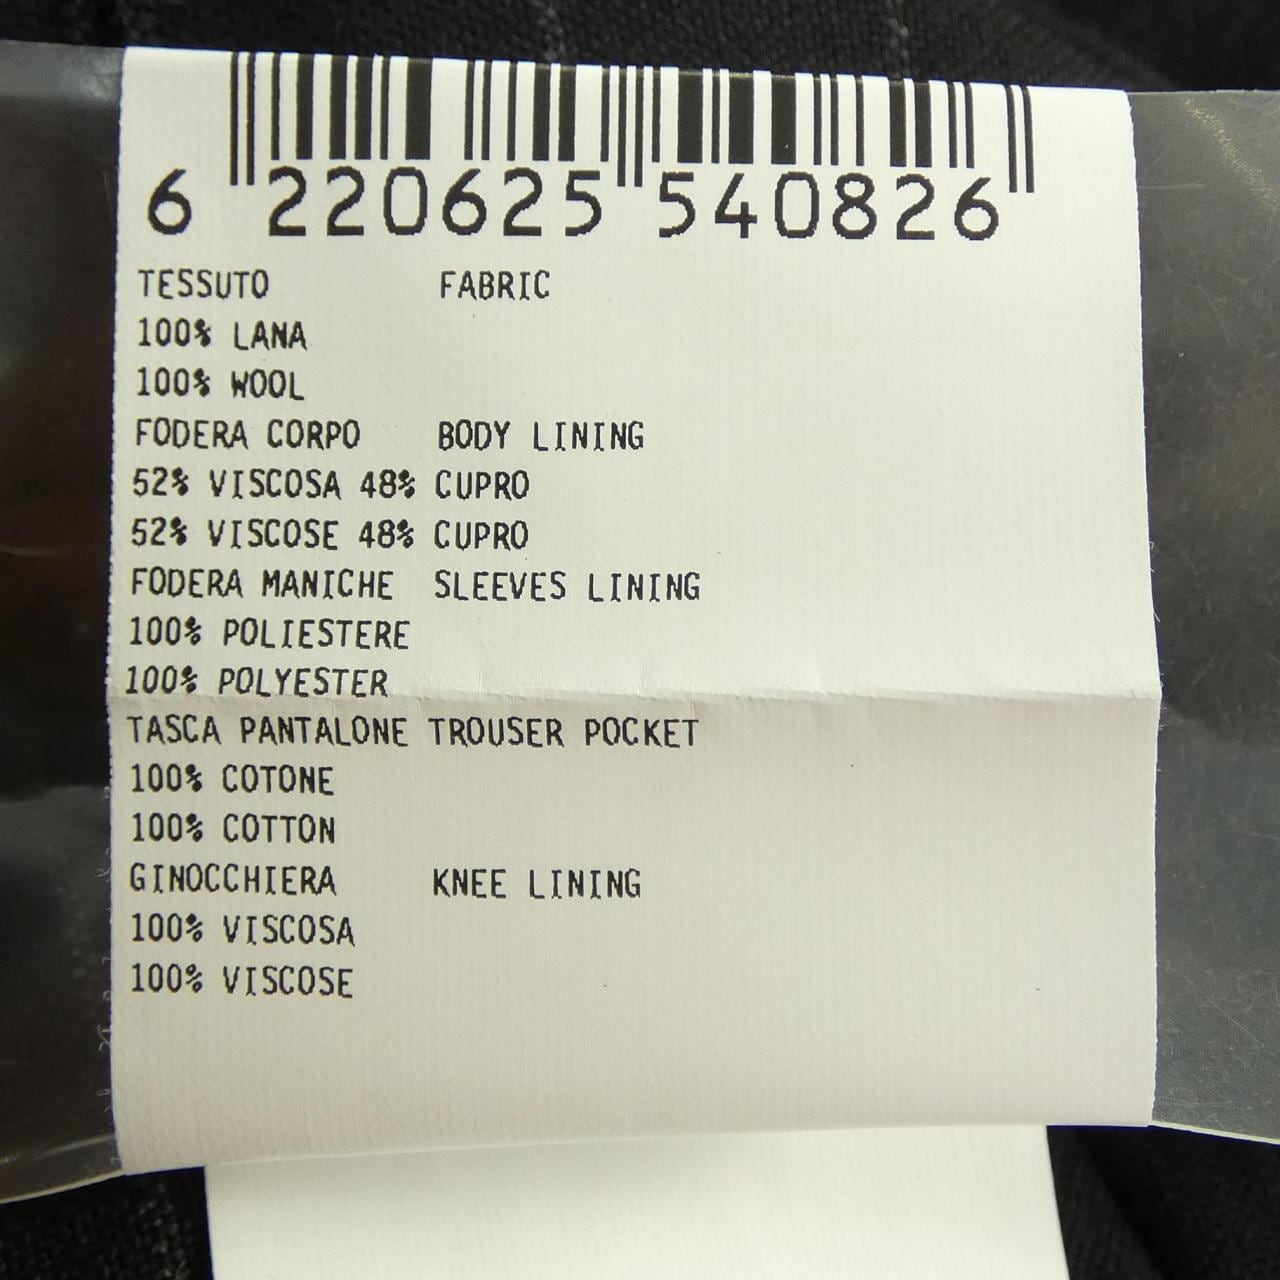 6 220625 540826
TESSUTO FABRIC
100% LANA
100% WOOL
FODERA CORPO BODY LINING
52% VISCOSA 48% CUPRO
52% VISCOSE 48% CUPRO
FODERA MANICHE SLEEVES LINING
100% POLIESTERE
100% POLYESTER
TASCA PANTALONE TROUSER POCKET
100% COTONE
100% COTTON
GINOCCHIERA KNEE LINING
100% VISCOSA
100% VISCOSE